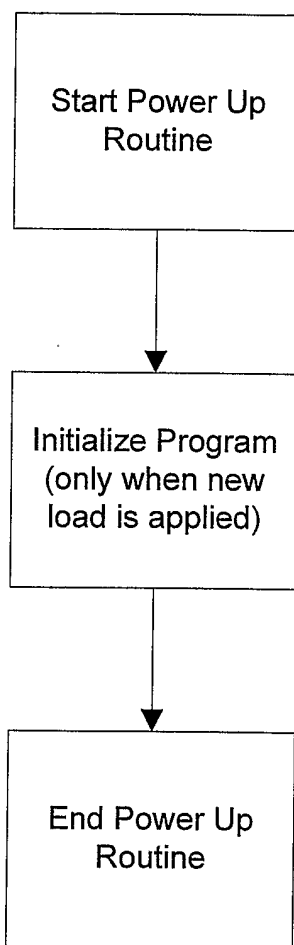 Start Power Up
Routine
Initialize Program
(only when new
load is applied)
End Power Up
Routine